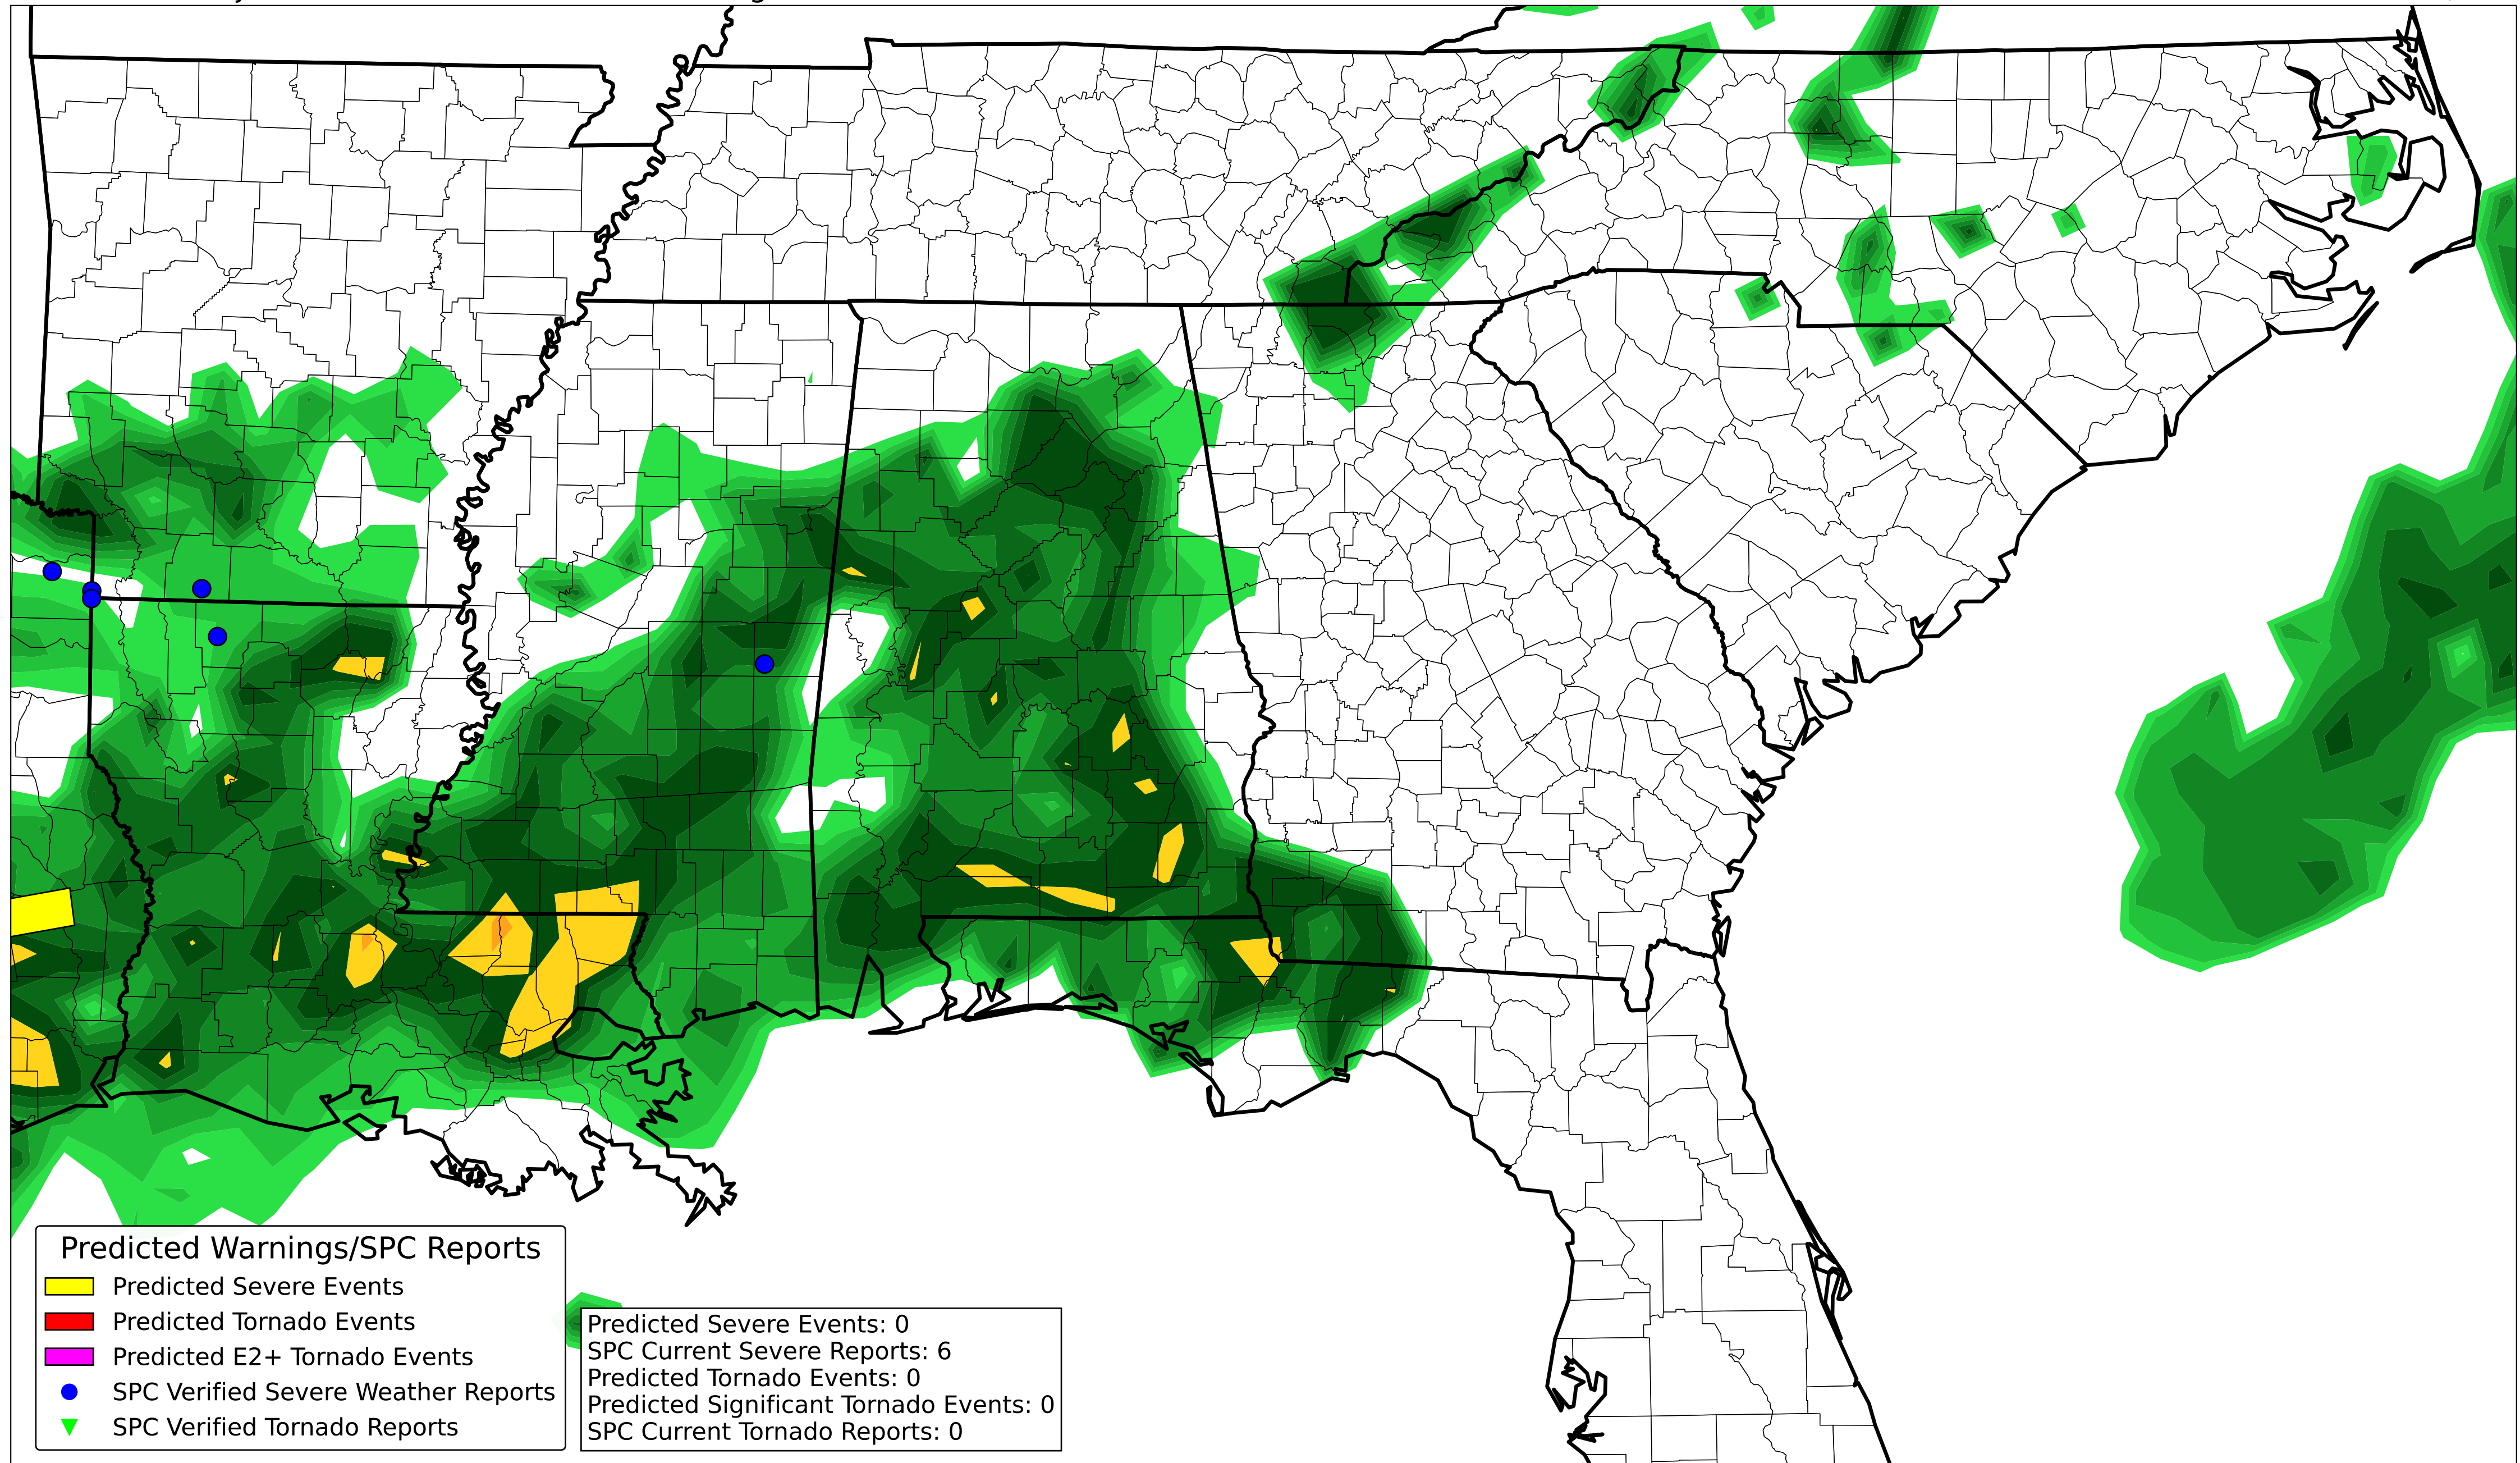 Predicted Warnings/SPC Reports
Predicted Severe Events
Predicted Tornado Events
Predicted E2+ Tornado Events
SPC Verified Severe Weather Reports
SPC Verified Tornado Reports
Predicted Severe Events: 0
SPC Current Severe Reports: 6
Predicted Tornado Events: 0
Predicted Significant Tornado Events: 0
SPC Current Tornado Reports: 0